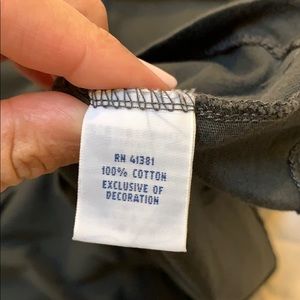 RN 41381
100% COTTON
EXCLUSIVE OF
DECORATION